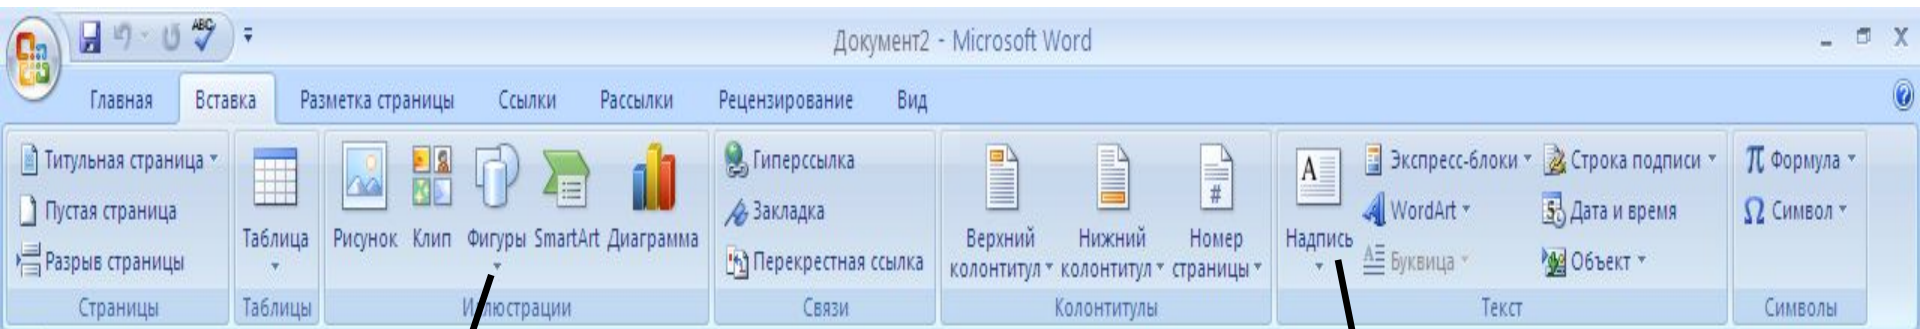 ABC
Документ2 - Microsoft Word
Главная Вставка Разметка страницы Ссылки Рассылки Рецензирование Вид
Титульная страница
Пустая страница
Разрыв страницы
Страницы
Таблица
Таблицы
Рисунок Клип Фигуры SmartArt Диаграмма
Иллюстрации
Гиперссылка
Закладка
Перекрестная ссылка
Связи
Верхний колонтитул
Нижний колонтитул
Номер страницы
Колонтитулы
Надпись
Экспресс-блоки
WordArt
Буквица
Строка подписи
Дата и время
Объект
Текст
π Формула
Ω Символ
Символы